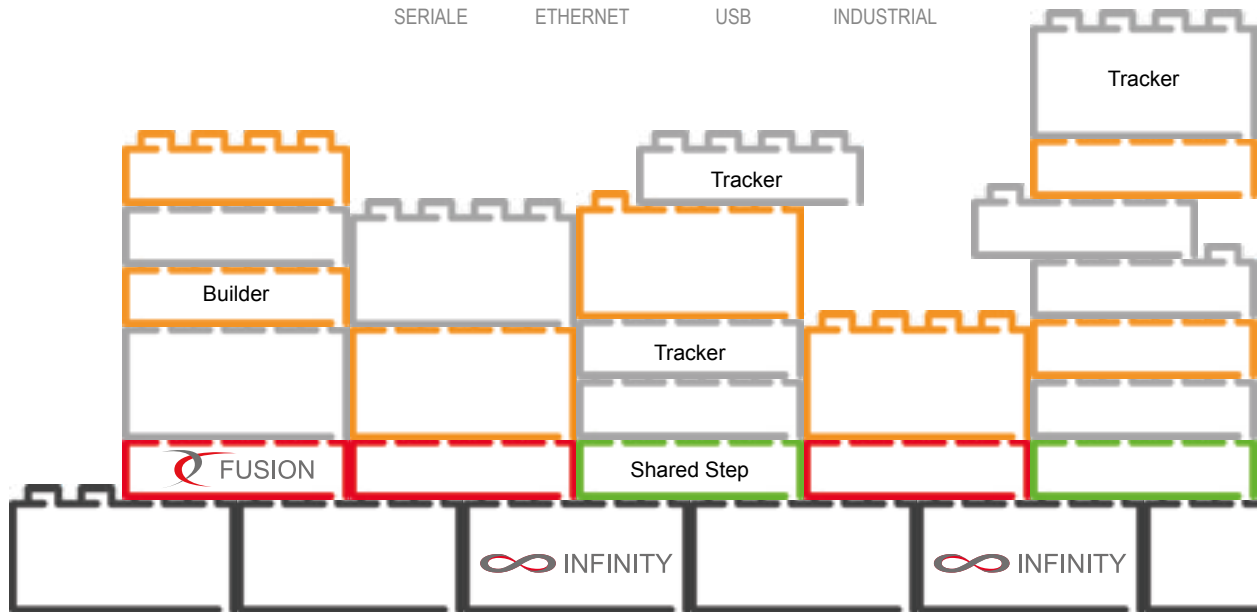 SERIALE ETHERNET USB INDUSTRIAL
Tracker
Tracker
Builder
Tracker
FUSION
Shared Step
INFINITY
INFINITY